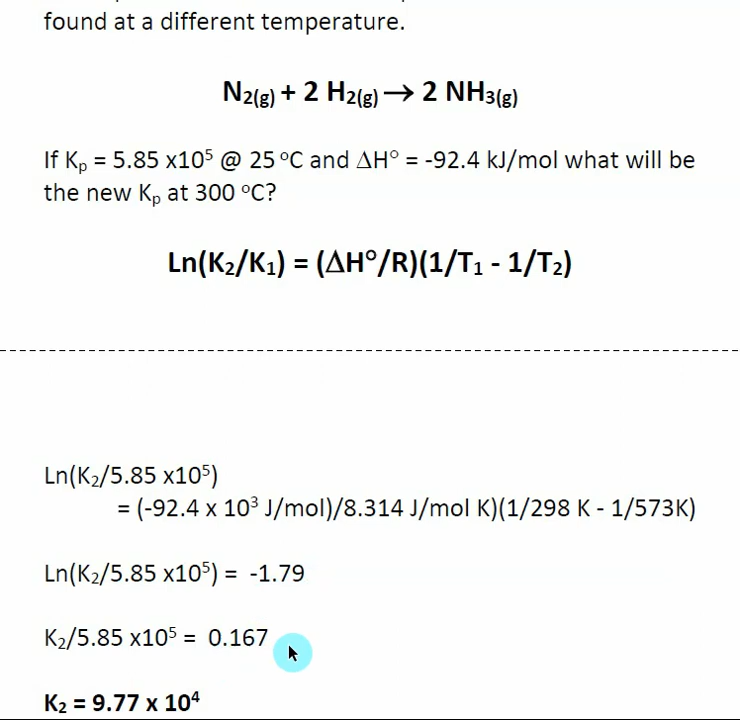 found at a different temperature.
N₂(g) + 2 H₂(g) → 2 NH₃(g)
If Kₚ = 5.85 x10⁵ @ 25 ᵒC and ΔH° = -92.4 kJ/mol what will be
the new Kₚ at 300 ᵒC?
Ln(K₂/K₁) = (ΔH°/R)(1/T₁ - 1/T₂)
Ln(K₂/5.85 x10⁵)
= (-92.4 x 10³ J/mol)/8.314 J/mol K)(1/298 K - 1/573K)
Ln(K₂/5.85 x10⁵) = -1.79
K₂/5.85 x10⁵ = 0.167
K₂ = 9.77 x 10⁴